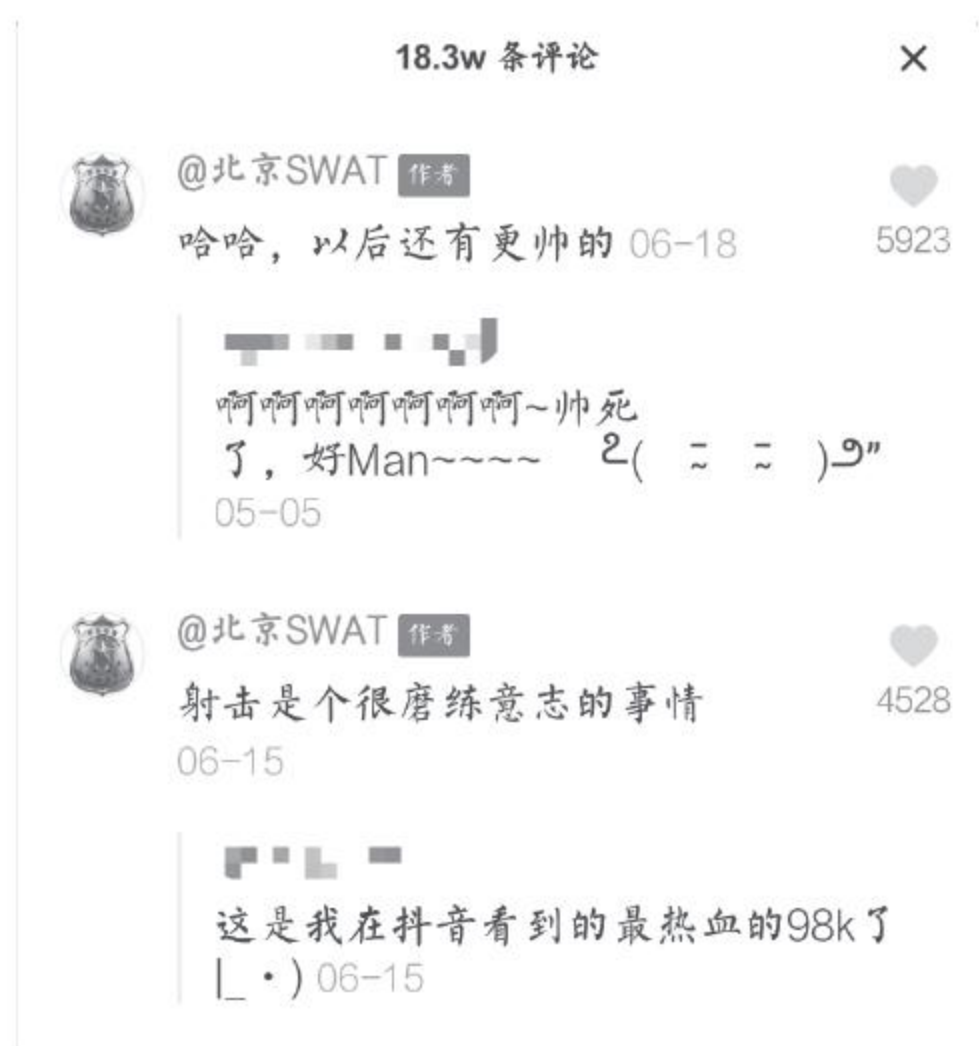 18.3w 条评论
@北京SWAT 作者
哈哈，以后还有更帅的 06-18
5923
啊啊啊啊啊啊啊~帅死
了，好Man~~~~ ᘖ( ˭̴ ˭̴ )੭”
05-05
@北京SWAT 作者
射击是个很磨练意志的事情
4528
06-15
这是我在抖音看到的最热血的98k了
|_・) 06-15